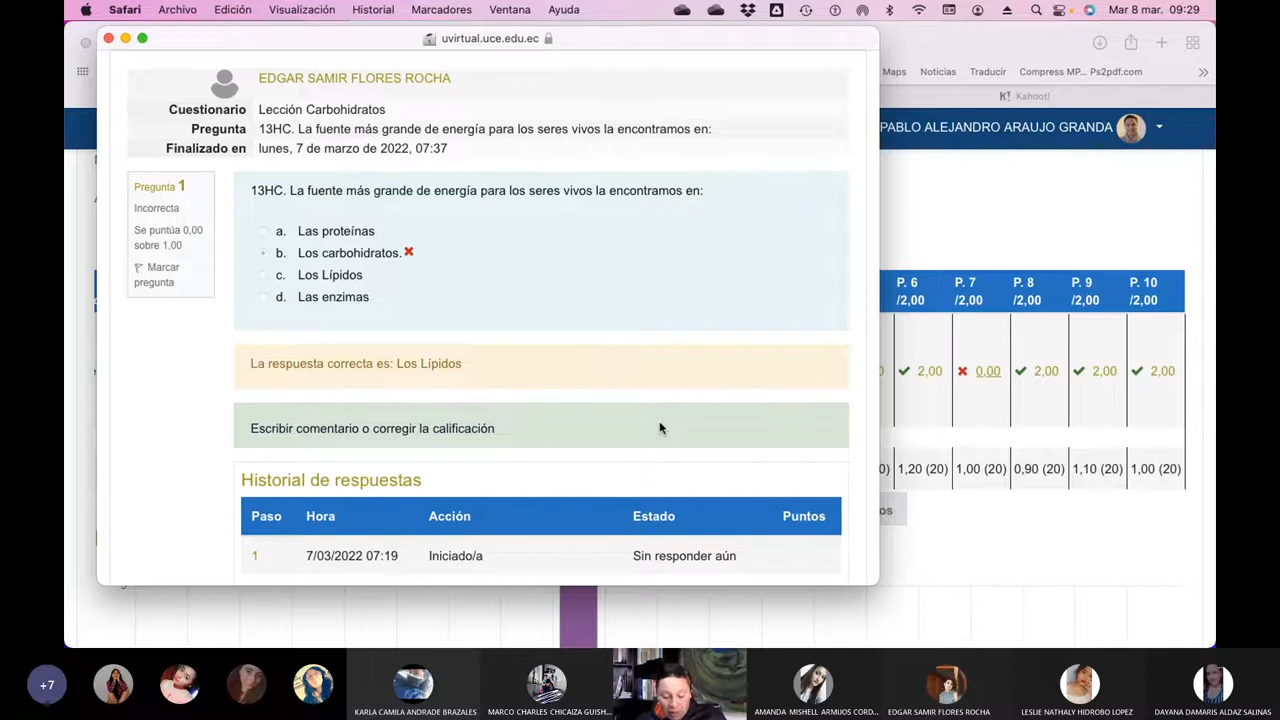 Safari Archivo Edición Visualización Historial Marcadores Ventana Ayuda Mar 8 mar. 09:29
uvirtual.uce.edu.ec
Maps Noticias Traducir Compress MP... Ps2pdf.com
Kahoot!
PABLO ALEJANDRO ARAUJO GRANDA
EDGAR SAMIR FLORES ROCHA
Cuestionario Lección Carbohidratos
Pregunta 13HC. La fuente más grande de energía para los seres vivos la encontramos en:
Finalizado en lunes, 7 de marzo de 2022, 07:37
Pregunta 1
Incorrecta
Se puntúa 0,00
sobre 1,00
Marcar
pregunta
13HC. La fuente más grande de energía para los seres vivos la encontramos en:
a. Las proteínas
b. Los carbohidratos.
c. Los Lípidos
d. Las enzimas
La respuesta correcta es: Los Lípidos
Escribir comentario o corregir la calificación
Historial de respuestas
Paso Hora Acción Estado Puntos
1 7/03/2022 07:19 Iniciado/a Sin responder aún
P. 6 P. 7 P. 8 P. 9 P. 10
/2,00 /2,00 /2,00 /2,00 /2,00
2,00 0,00 2,00 2,00 2,00
1,20 (20) 1,00 (20) 0,90 (20) 1,10 (20) 1,00 (20)
os
+7
KARLA CAMILA ANDRADE BRAZALES
MARCO CHARLES CHICAIZA GUISH...
AMANDA MISHELL ARMIJOS CORD...
EDGAR SAMIR FLORES ROCHA
LESLIE NATHALY HIDROBO LOPEZ
DAYANA DAMARIS ALDAZ SALINAS